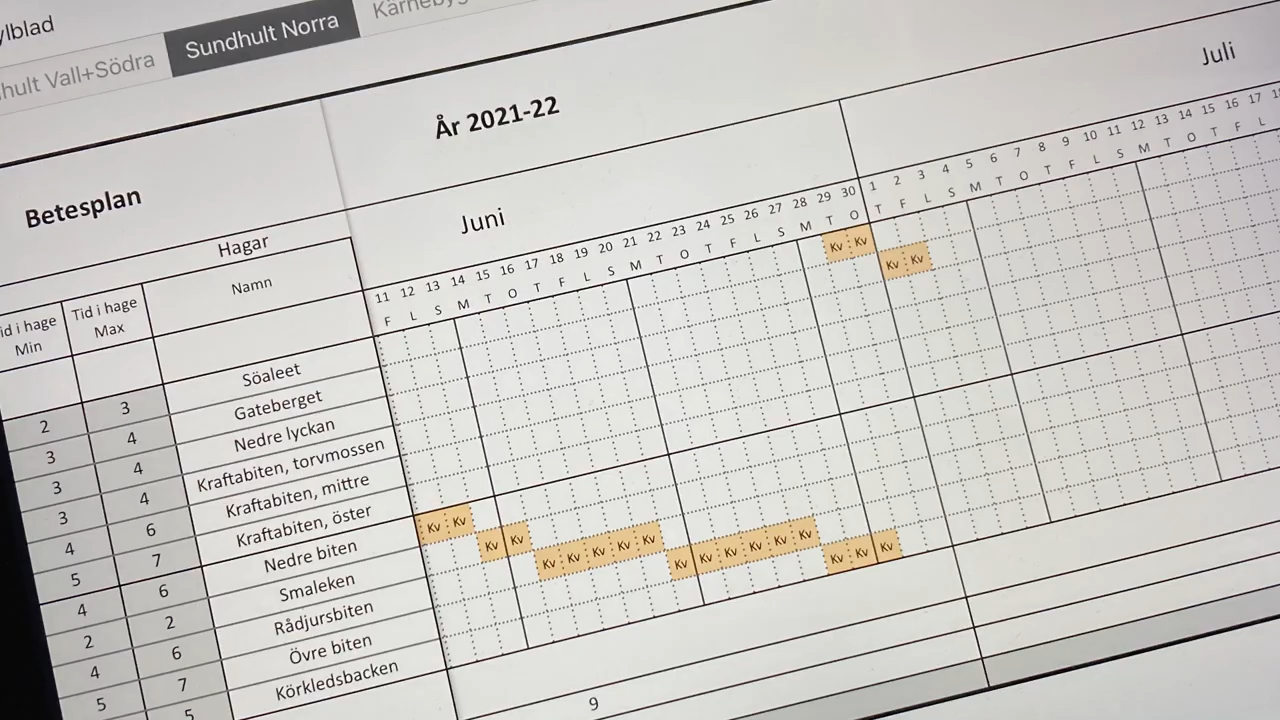 Sundhult Norra
Vall+Södra
År 2021-22
Juli
Betesplan
Juni
Hagar
1 2 3 4 5 6 7 8 9 10 11 12 13 14 15 16 17
T F L S M T O T F L S M T O T F L
11 12 13 14 15 16 17 18 19 20 21 22 23 24 25 26 27 28 29 30
F L S M T O T F L S M T O T F L S M T O
Namn
Tid i hage
Max
i hage
Min
Söaleet
2 3 Gateberget
3 4 Nedre lyckan
3 4 Kraftabiten, torvmossen
3 4 Kraftabiten, mittre
4 6 Kraftabiten, öster
5 7 Nedre biten
4 6 Smaleken
2 2 Rådjursbiten
4 6 Övre biten
5 7 Körkledsbacken
5
Kv Kv
Kv Kv
Kv Kv
Kv Kv
Kv Kv Kv Kv Kv
Kv Kv Kv Kv Kv Kv
Kv Kv Kv
9